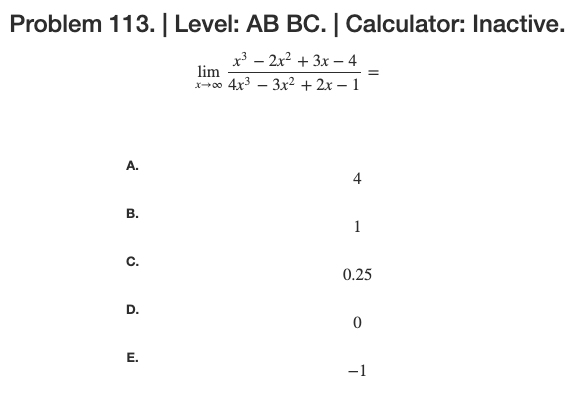 Problem 113. | Level: AB BC. | Calculator: Inactive.
lim x→∞ (x³ − 2x² + 3x − 4)/(4x³ − 3x² + 2x − 1) =
A. 4
B. 1
C. 0.25
D. 0
E. −1